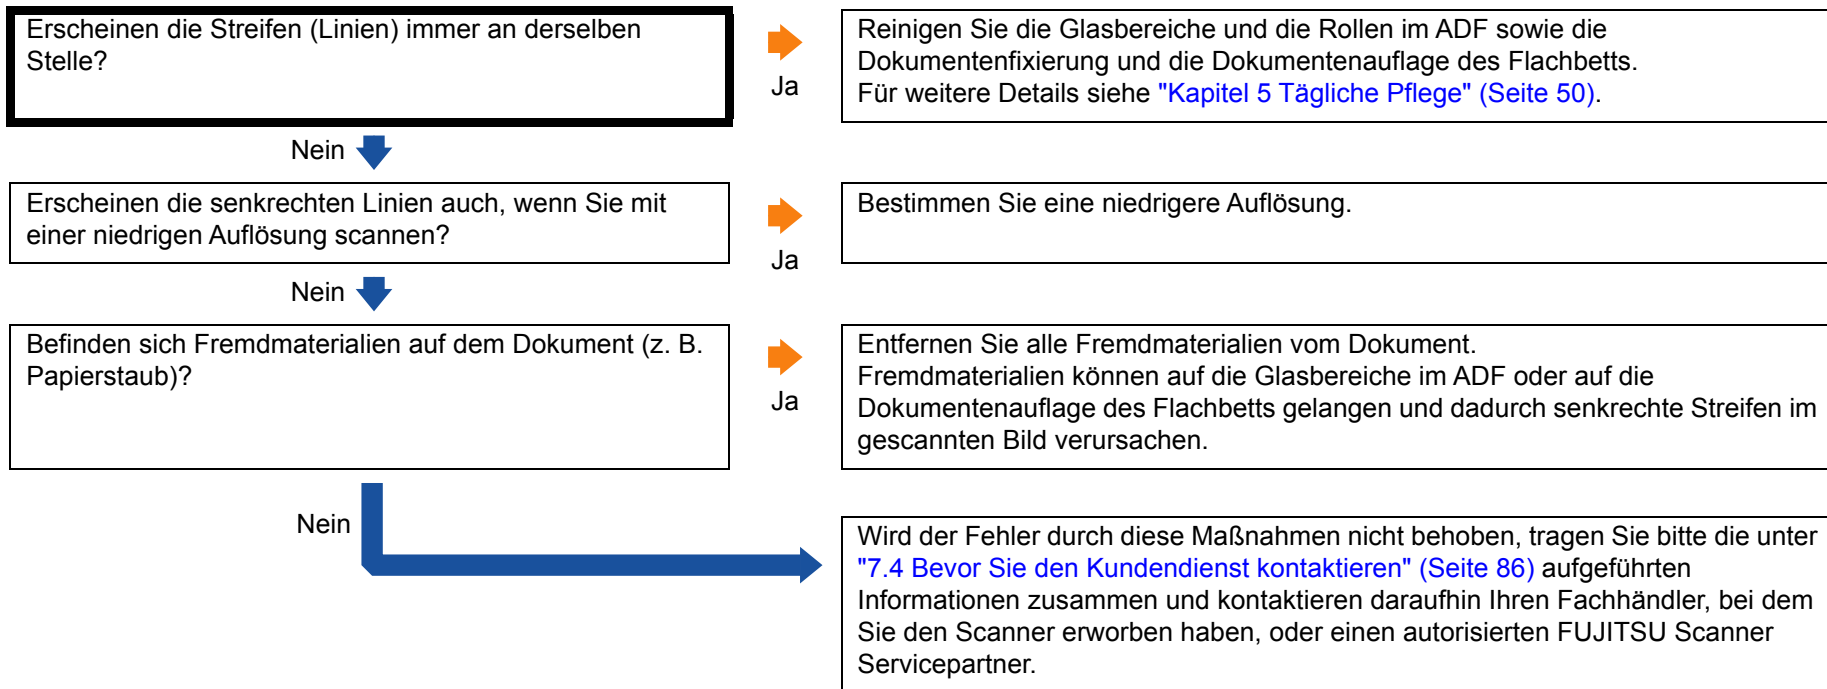 Erscheinen die Streifen (Linien) immer an derselben
Stelle?
Ja
Reinigen Sie die Glasbereiche und die Rollen im ADF sowie die
Dokumentenfixierung und die Dokumentenauflage des Flachbetts.
Für weitere Details siehe "Kapitel 5 Tägliche Pflege" (Seite 50).
Nein
Erscheinen die senkrechten Linien auch, wenn Sie mit
einer niedrigen Auflösung scannen?
Ja
Bestimmen Sie eine niedrigere Auflösung.
Nein
Befinden sich Fremdmaterialien auf dem Dokument (z. B.
Papierstaub)?
Ja
Entfernen Sie alle Fremdmaterialien vom Dokument.
Fremdmaterialien können auf die Glasbereiche im ADF oder auf die
Dokumentenauflage des Flachbetts gelangen und dadurch senkrechte Streifen im
gescannten Bild verursachen.
Nein
Wird der Fehler durch diese Maßnahmen nicht behoben, tragen Sie bitte die unter
"7.4 Bevor Sie den Kundendienst kontaktieren" (Seite 86) aufgeführten
Informationen zusammen und kontaktieren daraufhin Ihren Fachhändler, bei dem
Sie den Scanner erworben haben, oder einen autorisierten FUJITSU Scanner
Servicepartner.